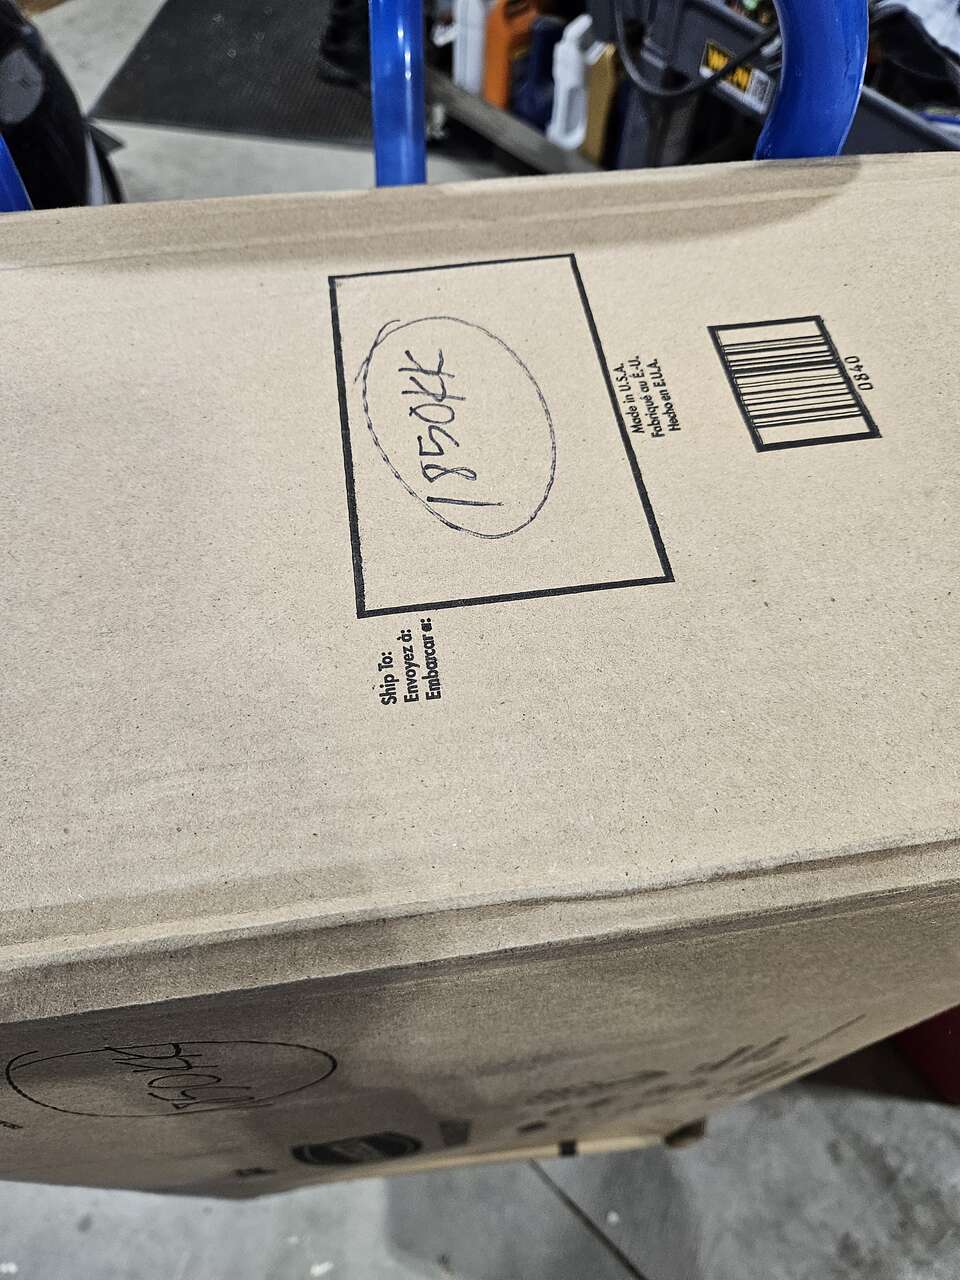 Ship To:
Envoyez à:
Embarcar a:
1850KK
Made in U.S.A.
Fabriqué au É.-U.
Hecho en E.U.A.
0840